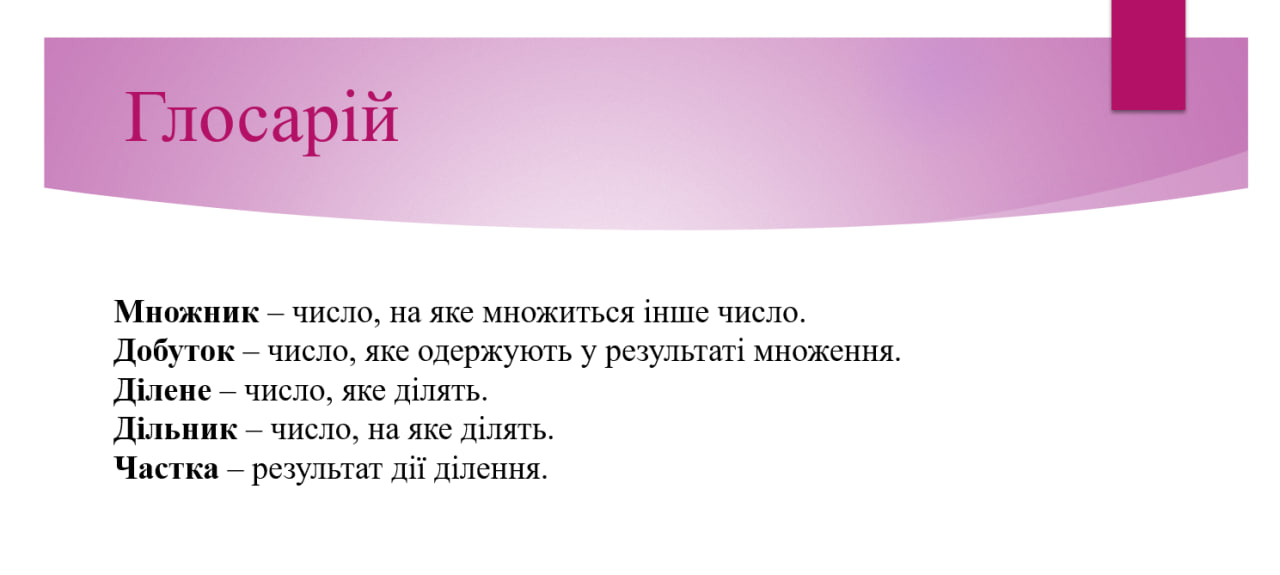 Глосарій
Множник – число, на яке множиться інше число.
Добуток – число, яке одержують у результаті множення.
Ділене – число, яке ділять.
Дільник – число, на яке ділять.
Частка – результат дії ділення.